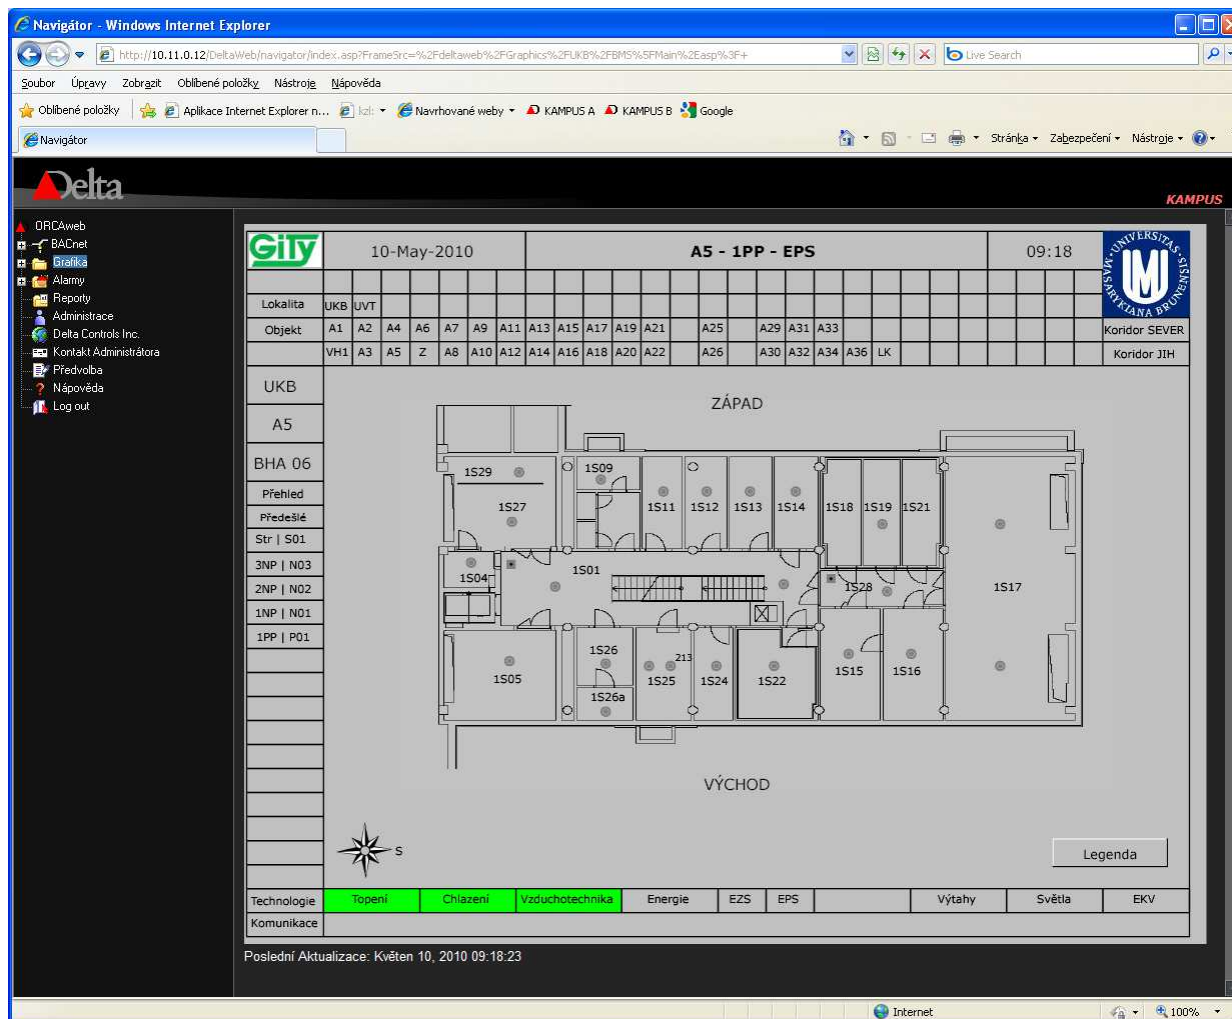 Navigátor - Windows Internet Explorer
http://10.11.0.12/DeltaWeb/navigator/index.asp?FrameSrc=%2Fdeltaweb%2FGraphics%2FUKB%2FBMS%5FMain%2Easp%3F+
Live Search
Soubor Úpravy Zobrazit Oblíbené položky Nástroje Nápověda
Oblíbené položky Aplikace Internet Explorer n... kzl: Navrhované weby KAMPUS A KAMPUS B Google
Navigátor Stránka Zabezpečení Nástroje
Delta
KAMPUS
ORCAweb
BACnet
Grafika
Alarmy
Reporty
Administrace
Delta Controls Inc.
Kontakt Administrátora
Předvolba
Nápověda
Log out
GiTy 10-May-2010 A5 - 1PP - EPS 09:18
UNIVERSITAS MASARYKIANA BRUNENSIS
Lokalita UKB UVT
Objekt A1 A2 A4 A6 A7 A9 A11 A13 A15 A17 A19 A21 A25 A29 A31 A33 Koridor SEVER
VH1 A3 A5 Z A8 A10 A12 A14 A16 A18 A20 A22 A26 A30 A32 A34 A36 LK Koridor JIH
UKB
A5
BHA 06
Přehled
Předešlé
Str | S01
3NP | N03
2NP | N02
1NP | N01
1PP | P01
ZÁPAD
1S29 1S09
1S27 1S11 1S12 1S13 1S14 1S18 1S19 1S21
1S04 1S01 1S28 1S17
1S26 213
1S05 1S25 1S24 1S22 1S15 1S16
1S26a
VÝCHOD
S
Legenda
Technologie Topení Chlazení Vzduchotechnika Energie EZS EPS Výtahy Světla EKV
Komunikace
Poslední Aktualizace: Květen 10, 2010 09:18:23
Internet 100%